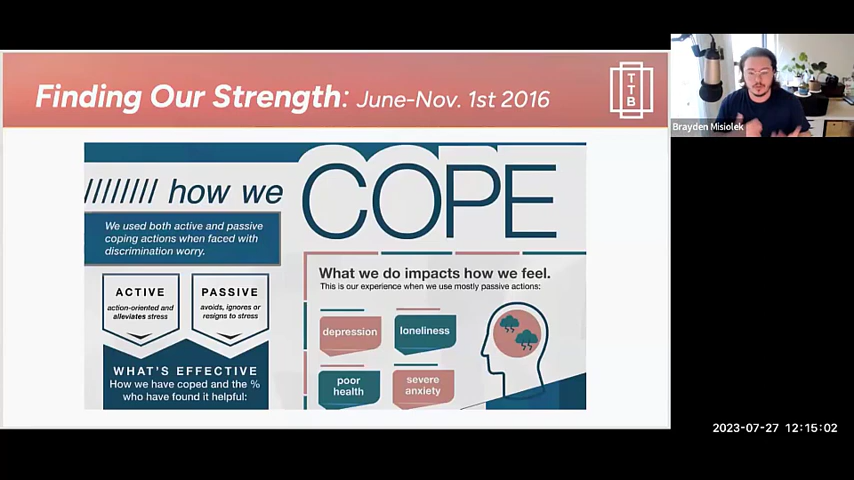 Finding Our Strength: June-Nov. 1st 2016
TTB
Brayden Misiolek
//////// how we COPE
We used both active and passive
coping actions when faced with
discrimination worry.
ACTIVE
action-oriented and
alleviates stress
PASSIVE
avoids, ignores or
resigns to stress
WHAT'S EFFECTIVE
How we have coped and the %
who have found it helpful:
What we do impacts how we feel.
This is our experience when we use mostly passive actions:
depression
loneliness
poor
health
severe
anxiety
2023-07-27 12:15:02